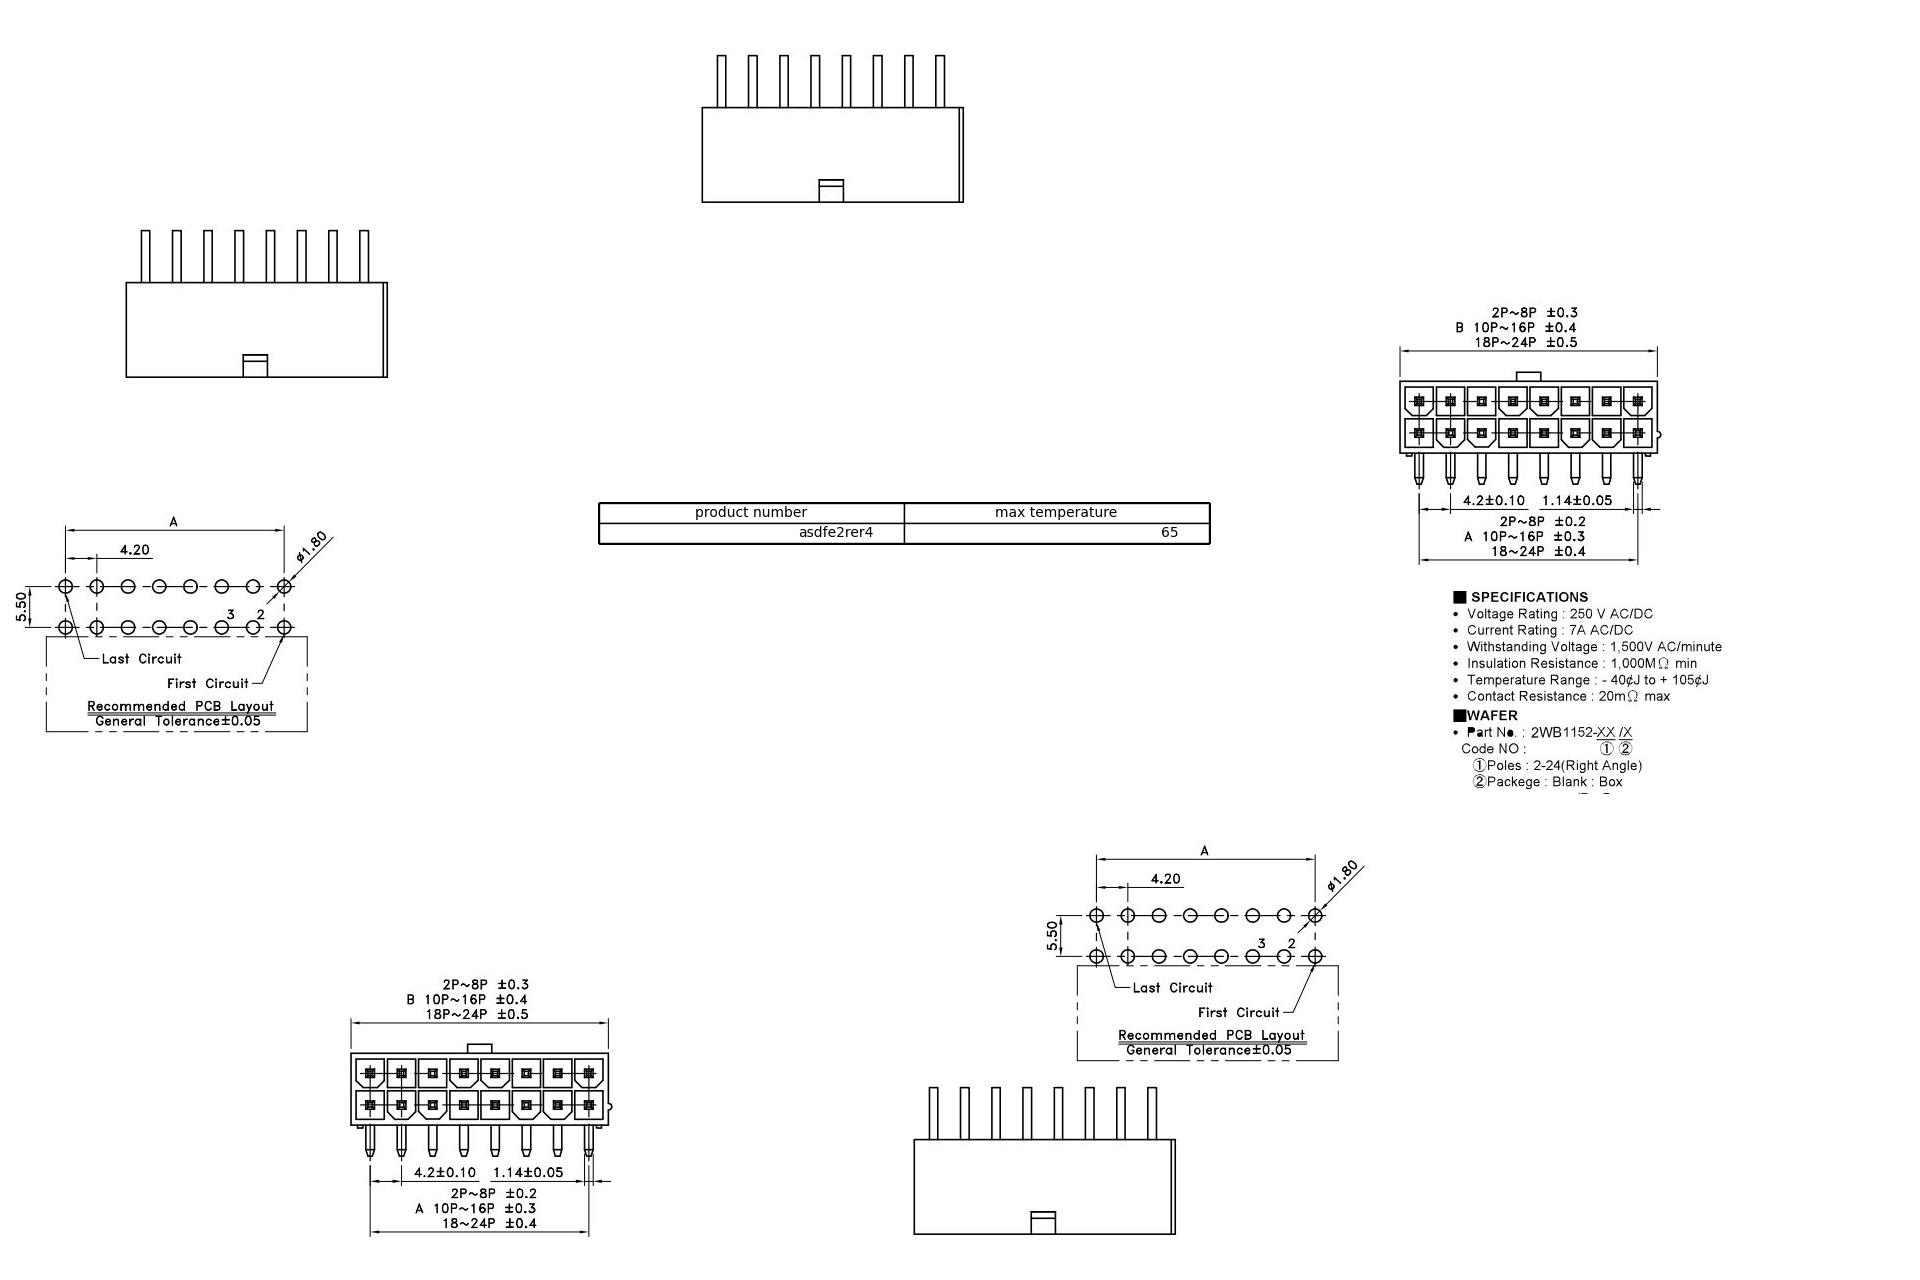 2P~8P ±0.3
B 10P~16P ±0.4
18P~24P ±0.5
4.2±0.10 1.14±0.05
2P~8P ±0.2
A 10P~16P ±0.3
18~24P ±0.4
product number max temperature
asdfe2rer4 65
A
4.20
ø1.80
5.50
3 2
Last Circuit
First Circuit
Recommended PCB Layout
General Tolerance±0.05
■ SPECIFICATIONS
• Voltage Rating : 250 V AC/DC
• Current Rating : 7A AC/DC
• Withstanding Voltage : 1,500V AC/minute
• Insulation Resistance : 1,000MΩ min
• Temperature Range : - 40¢J to + 105¢J
• Contact Resistance : 20mΩ max
■WAFER
• Part No. : 2WB1152-XX /X
Code NO : ① ②
①Poles : 2-24(Right Angle)
②Packege : Blank : Box
A
4.20
ø1.80
5.50
3 2
Last Circuit
First Circuit
Recommended PCB Layout
General Tolerance±0.05
2P~8P ±0.3
B 10P~16P ±0.4
18P~24P ±0.5
4.2±0.10 1.14±0.05
2P~8P ±0.2
A 10P~16P ±0.3
18~24P ±0.4